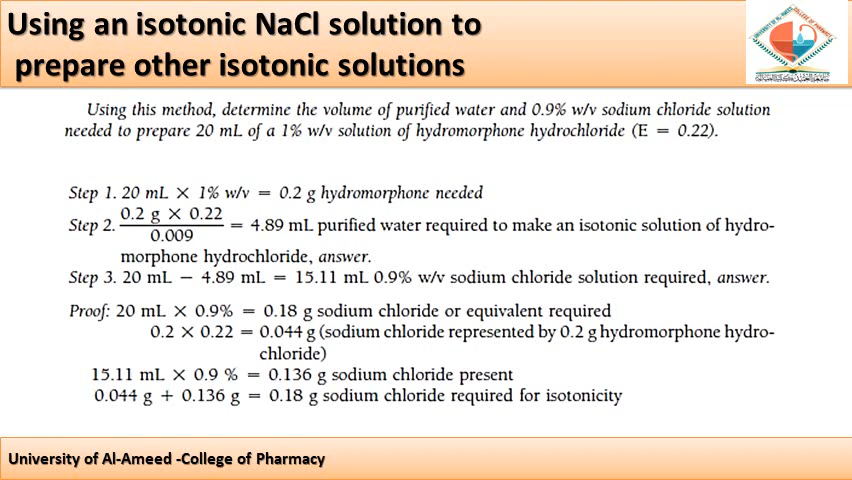 Using an isotonic NaCl solution to
prepare other isotonic solutions
Using this method, determine the volume of purified water and 0.9% w/v sodium chloride solution
needed to prepare 20 mL of a 1% w/v solution of hydromorphone hydrochloride (E = 0.22).
Step 1. 20 mL × 1% w/v = 0.2 g hydromorphone needed
Step 2. 0.2 g × 0.22 / 0.009 = 4.89 mL purified water required to make an isotonic solution of hydro-
morphone hydrochloride, answer.
Step 3. 20 mL − 4.89 mL = 15.11 mL 0.9% w/v sodium chloride solution required, answer.
Proof: 20 mL × 0.9% = 0.18 g sodium chloride or equivalent required
0.2 × 0.22 = 0.044 g (sodium chloride represented by 0.2 g hydromorphone hydro-
chloride)
15.11 mL × 0.9 % = 0.136 g sodium chloride present
0.044 g + 0.136 g = 0.18 g sodium chloride required for isotonicity
University of Al-Ameed -College of Pharmacy